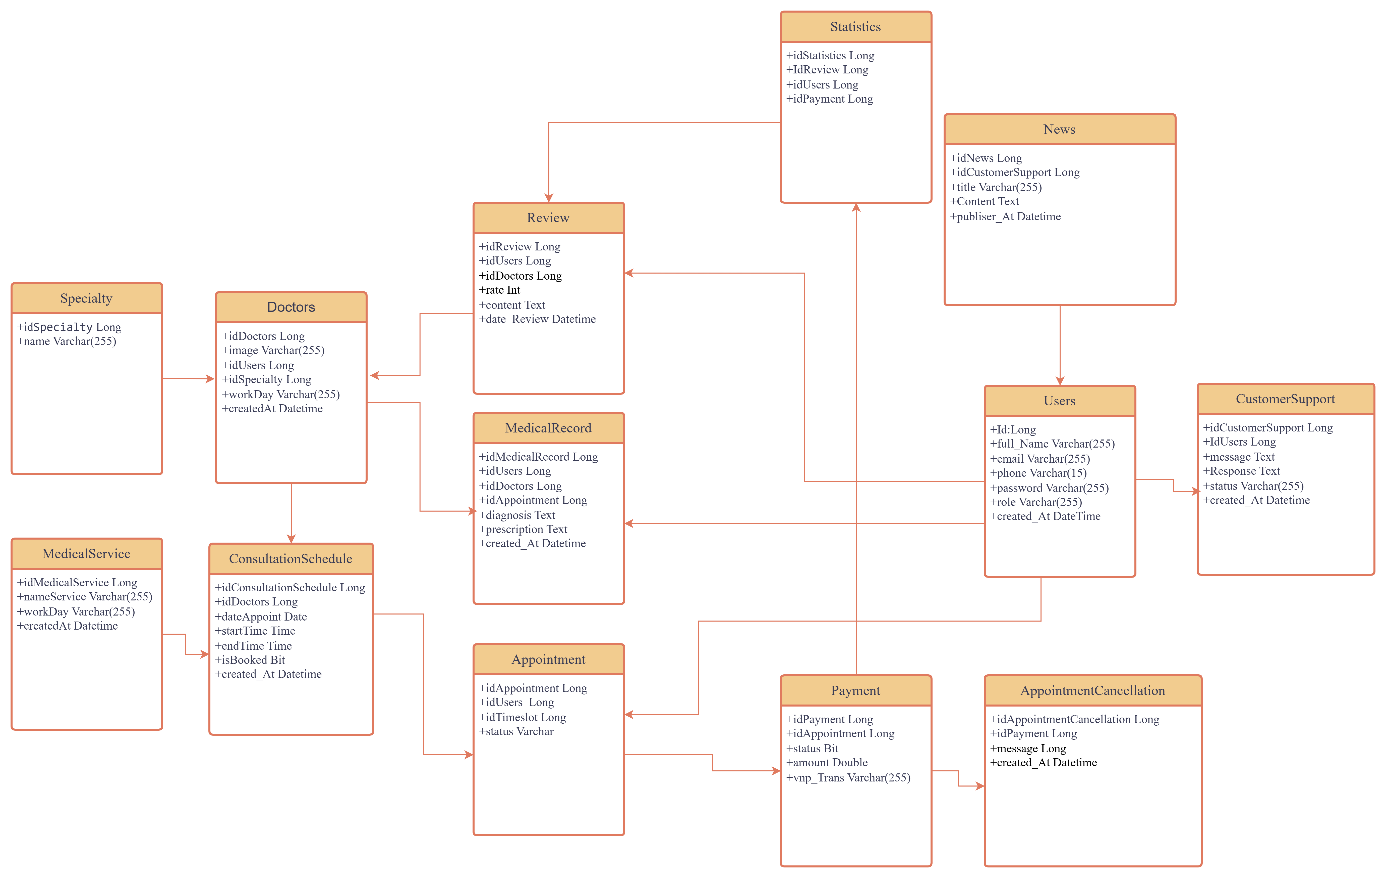 Statistics
+idStatistics Long
+IdReview Long
+idUsers Long
+idPayment Long
News
+idNews Long
+idCustomerSupport Long
+title Varchar(255)
+Content Text
+publiser_At Datetime
Review
+idReview Long
+idUsers Long
+idDoctors Long
+rate Int
+content Text
+date_Review Datetime
Specialty
+idSpecialty Long
+name Varchar(255)
Doctors
+idDoctors Long
+image Varchar(255)
+idUsers Long
+idSpecialty Long
+workDay Varchar(255)
+createdAt Datetime
MedicalRecord
+idMedicalRecord Long
+idUsers Long
+idDoctors Long
+idAppointment Long
+diagnosis Text
+prescription Text
+created_At Datetime
Users
+Id:Long
+full_Name Varchar(255)
+email Varchar(255)
+phone Varchar(15)
+password Varchar(255)
+role Varchar(255)
+created_At DateTime
CustomerSupport
+idCustomerSupport Long
+IdUsers Long
+message Text
+Response Text
+status Varchar(255)
+created_At Datetime
MedicalService
+idMedicalService Long
+nameService Varchar(255)
+workDay Varchar(255)
+createdAt Datetime
ConsultationSchedule
+idConsultationSchedule Long
+idDoctors Long
+dateAppoint Date
+startTime Time
+endTime Time
+isBooked Bit
+created_At Datetime
Appointment
+idAppointment Long
+idUsers Long
+idTimeslot Long
+status Varchar
Payment
+idPayment Long
+idAppointment Long
+status Bit
+amount Double
+vnp_Trans Varchar(255)
AppointmentCancellation
+idAppointmentCancellation Long
+idPayment Long
+message Long
+created_At Datetime